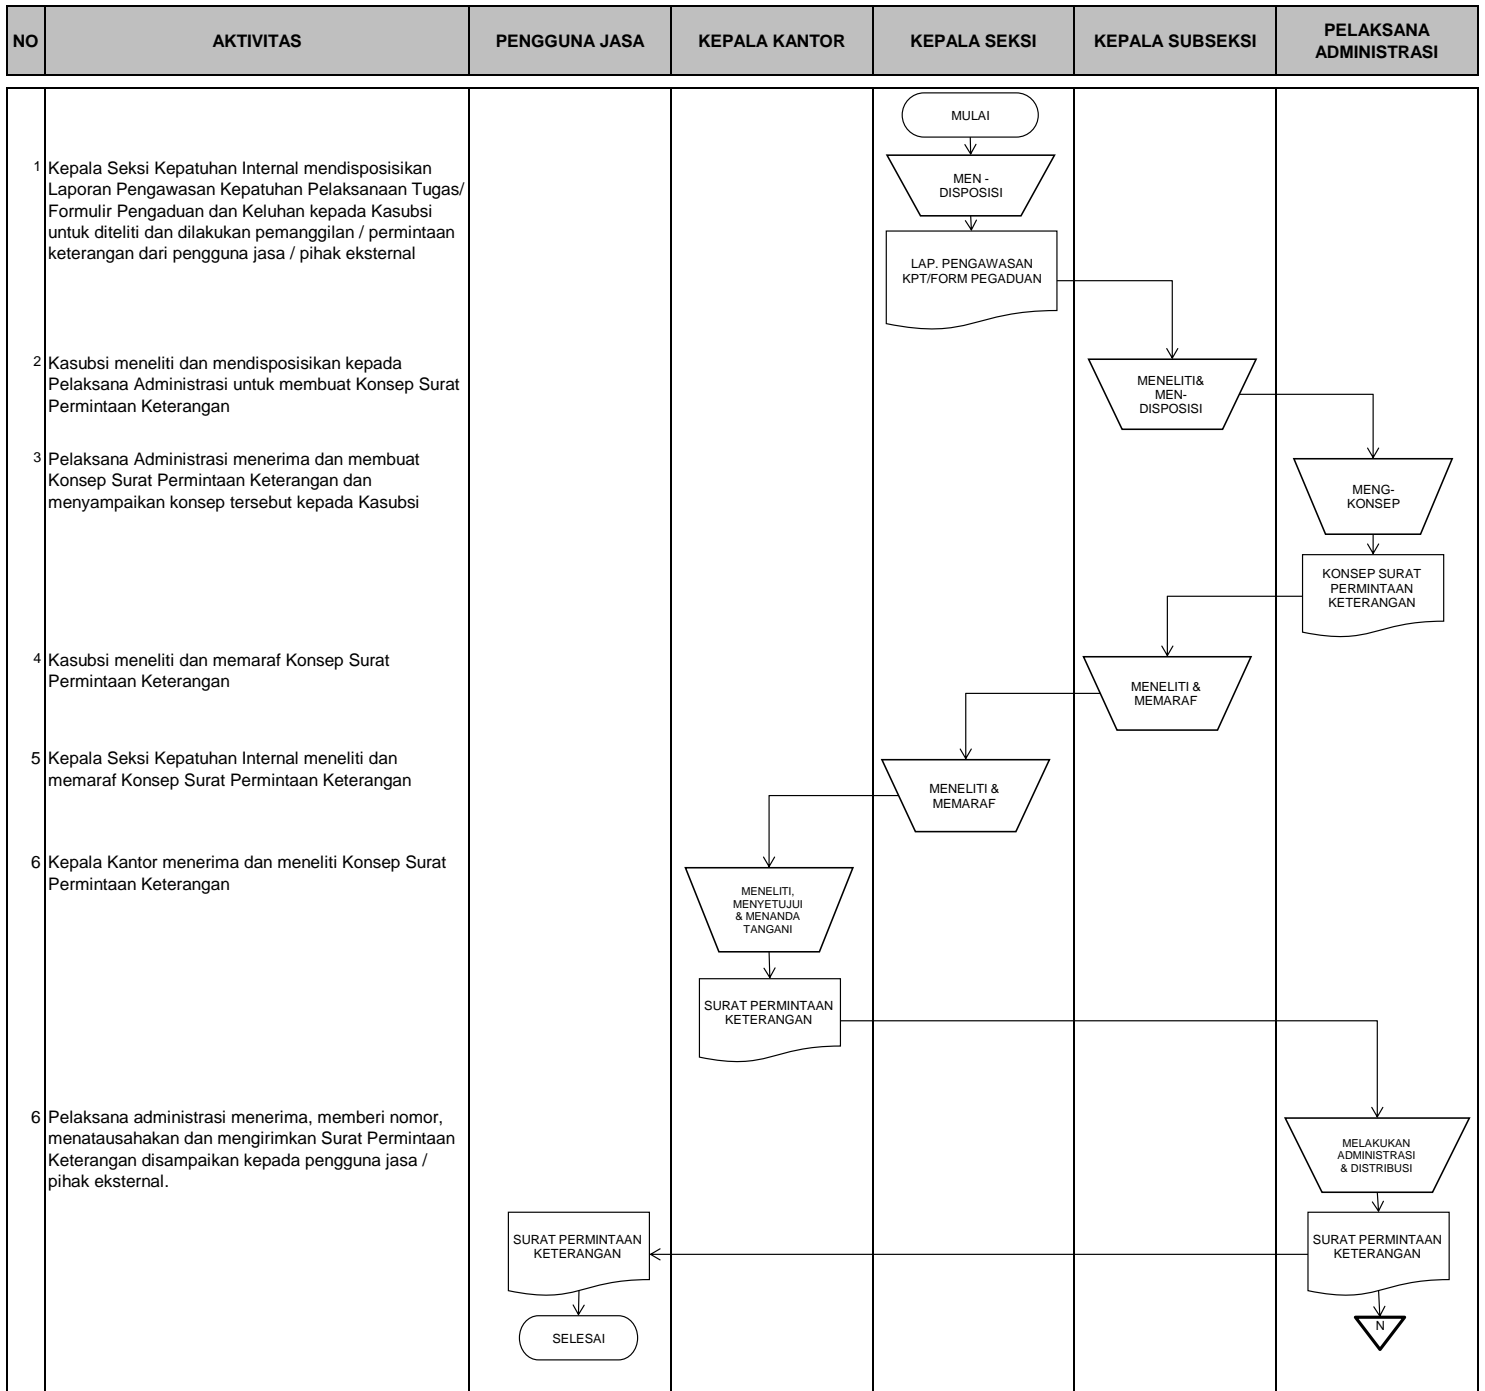 NO
AKTIVITAS
PENGGUNA JASA
KEPALA KANTOR
KEPALA SEKSI
KEPALA SUBSEKSI
PELAKSANA
ADMINISTRASI
MULAI
1 Kepala Seksi Kepatuhan Internal mendisposisikan
Laporan Pengawasan Kepatuhan Pelaksanaan Tugas/
Formulir Pengaduan dan Keluhan kepada Kasubsi
untuk diteliti dan dilakukan pemanggilan / permintaan
keterangan dari pengguna jasa / pihak eksternal
MEN -
DISPOSISI
LAP. PENGAWASAN
KPT/FORM PEGADUAN
2 Kasubsi meneliti dan mendisposisikan kepada
Pelaksana Administrasi untuk membuat Konsep Surat
Permintaan Keterangan
MENELITI&
MEN-
DISPOSISI
3 Pelaksana Administrasi menerima dan membuat
Konsep Surat Permintaan Keterangan dan
menyampaikan konsep tersebut kepada Kasubsi
MENG-
KONSEP
KONSEP SURAT
PERMINTAAN
KETERANGAN
4 Kasubsi meneliti dan memaraf Konsep Surat
Permintaan Keterangan
MENELITI &
MEMARAF
5 Kepala Seksi Kepatuhan Internal meneliti dan
memaraf Konsep Surat Permintaan Keterangan
MENELITI &
MEMARAF
6 Kepala Kantor menerima dan meneliti Konsep Surat
Permintaan Keterangan
MENELITI,
MENYETUJUI
& MENANDA
TANGANI
SURAT PERMINTAAN
KETERANGAN
6 Pelaksana administrasi menerima, memberi nomor,
menatausahakan dan mengirimkan Surat Permintaan
Keterangan disampaikan kepada pengguna jasa /
pihak eksternal.
MELAKUKAN
ADMINISTRASI
& DISTRIBUSI
SURAT PERMINTAAN
KETERANGAN
SURAT PERMINTAAN
KETERANGAN
SELESAI
N